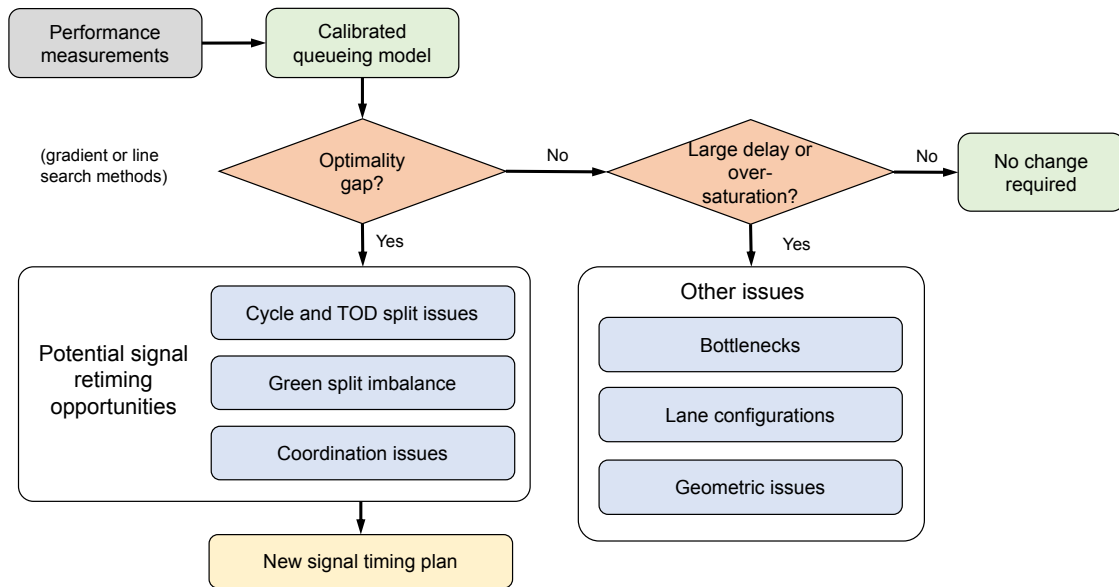 Performance
measurements
Calibrated
queueing model
(gradient or line
search methods)
Optimality
gap?
No
Large delay or
over-
saturation?
No
No change
required
Yes
Yes
Potential signal
retiming
opportunities
Cycle and TOD split issues
Green split imbalance
Coordination issues
Other issues
Bottlenecks
Lane configurations
Geometric issues
New signal timing plan